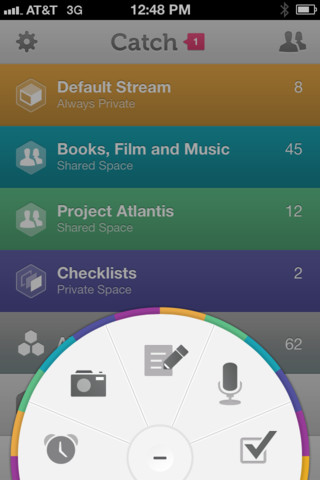 AT&T 3G 12:48 PM
Catch 1
Default Stream 8
Always Private
Books, Film and Music 45
Shared Space
Project Atlantis 12
Shared Space
Checklists 2
Private Space
62